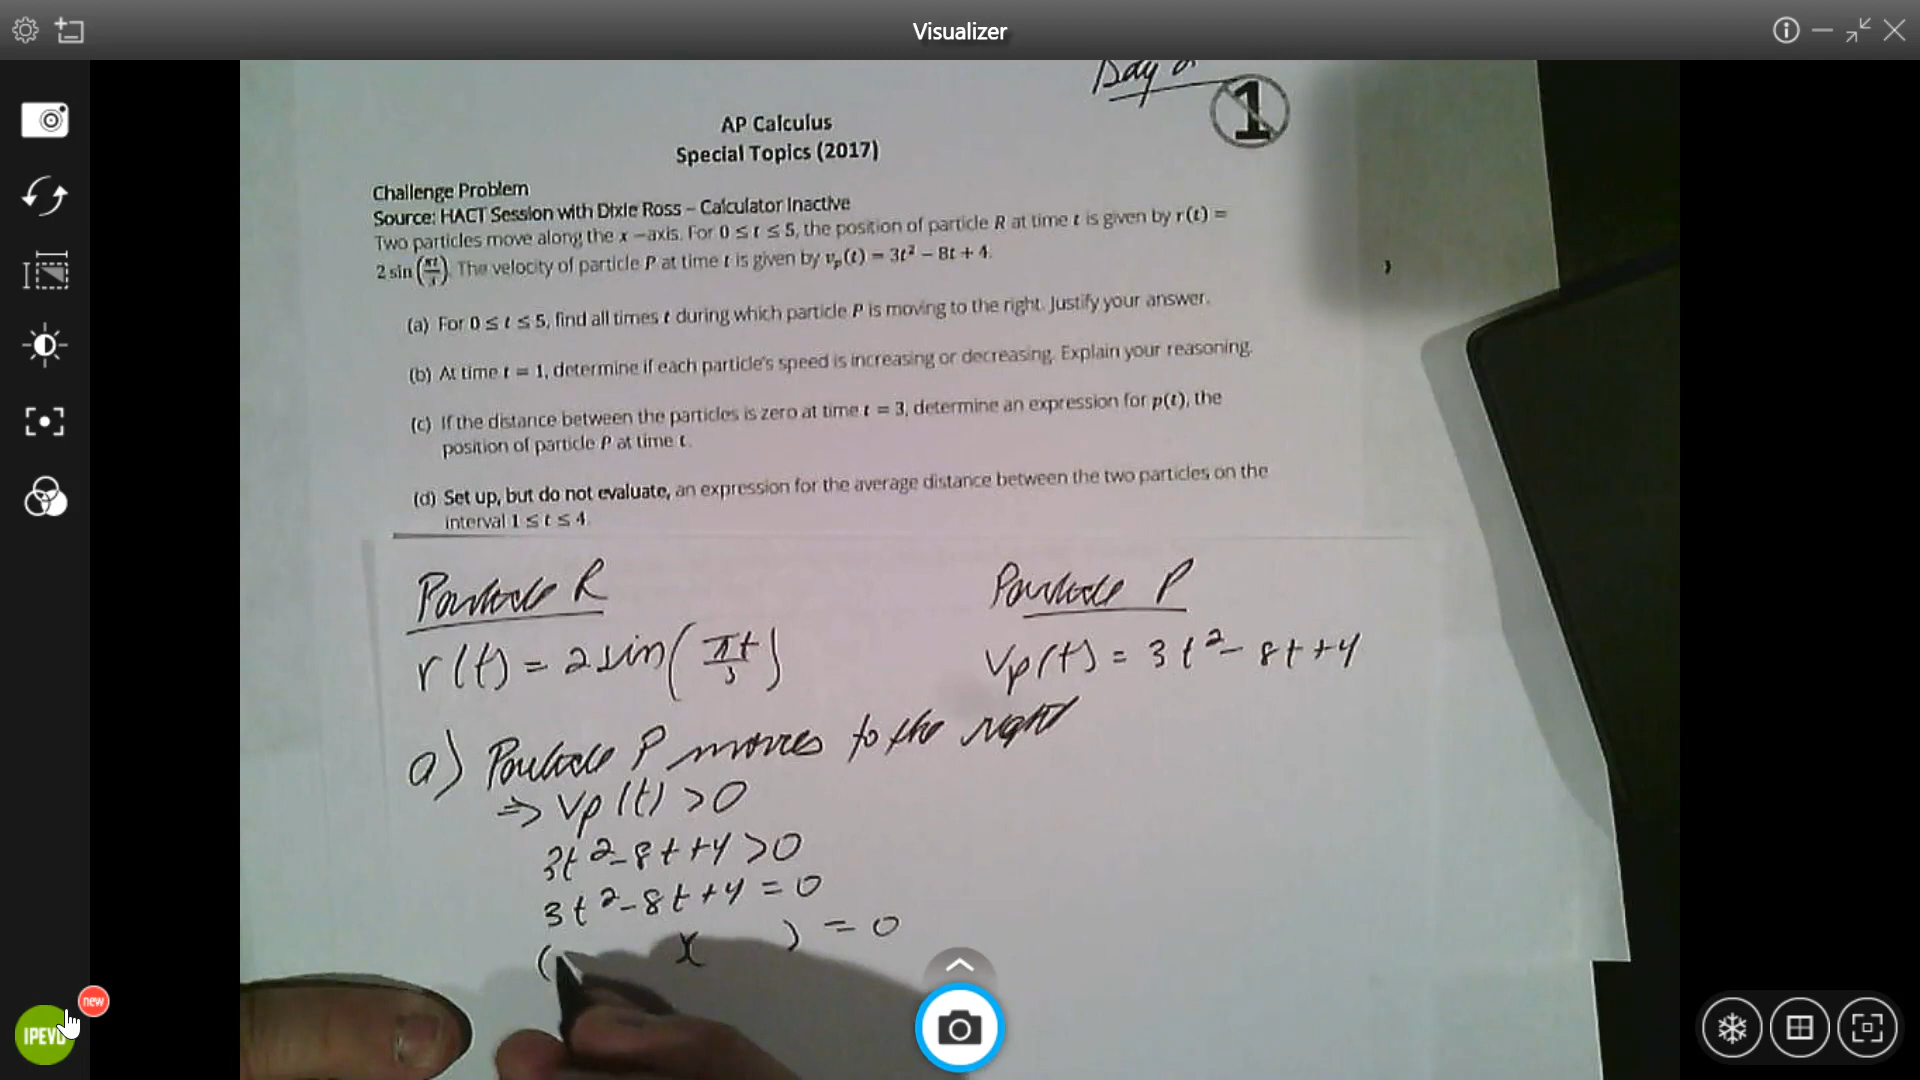 Visualizer
Day
1
AP Calculus
Special Topics (2017)
Challenge Problem
Source: HACT Session with Dixie Ross – Calculator Inactive
Two particles move along the x –axis. For 0 ≤ t ≤ 5, the position of particle R at time t is given by r(t) =
2 sin(πt/3). The velocity of particle P at time t is given by vₚ(t) = 3t² – 8t + 4.
(a) For 0 ≤ t ≤ 5, find all times t during which particle P is moving to the right. Justify your answer.
(b) At time t = 1, determine if each particle's speed is increasing or decreasing. Explain your reasoning.
(c) If the distance between the particles is zero at time t = 3, determine an expression for p(t), the
position of particle P at time t.
(d) Set up, but do not evaluate, an expression for the average distance between the two particles on the
interval 1 ≤ t ≤ 4.
Particle R
Particle P
r(t) = 2 sin(πt/3)
vp(t) = 3t² - 8t + 4
a) Particle P moves to the right
⇒ vp(t) > 0
3t² - 8t + 4 > 0
3t² - 8t + 4 = 0
( )( ) = 0
new
IPEVO